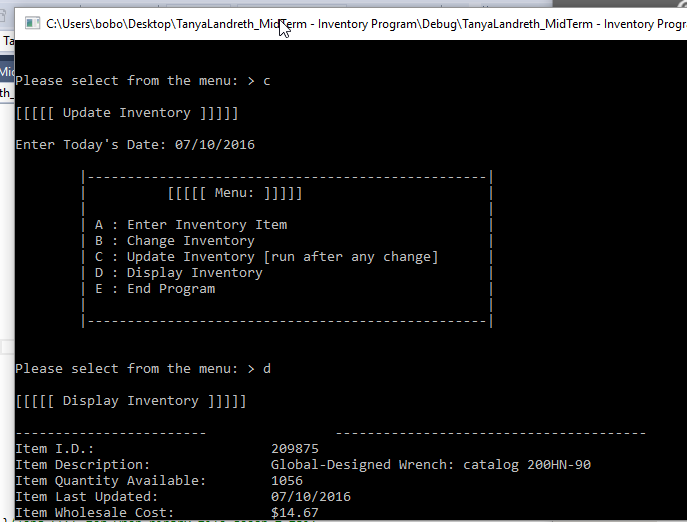 C:\Users\bobo\Desktop\TanyaLandreth_MidTerm - Inventory Program\Debug\TanyaLandreth_MidTerm - Inventory Progr
Ta
Mic
th_
Please select from the menu: > c
[[[[[ Update Inventory ]]]]]
Enter Today's Date: 07/10/2016
|--------------------------------------------------|
| [[[[[ Menu: ]]]]] |
| |
| A : Enter Inventory Item |
| B : Change Inventory |
| C : Update Inventory [run after any change] |
| D : Display Inventory |
| E : End Program |
| |
|--------------------------------------------------|
Please select from the menu: > d
[[[[[ Display Inventory ]]]]]
------------------------ ---------------------------------------
Item I.D.: 209875
Item Description: Global-Designed Wrench: catalog 200HN-90
Item Quantity Available: 1056
Item Last Updated: 07/10/2016
Item Wholesale Cost: $14.67